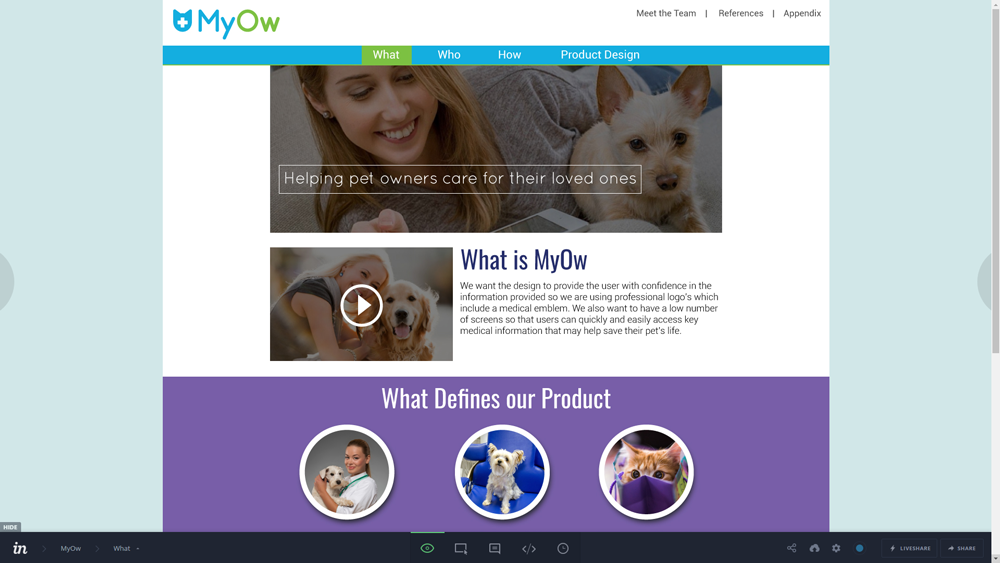 MyOw
Meet the Team | References | Appendix
What Who How Product Design
Helping pet owners care for their loved ones
What is MyOw
We want the design to provide the user with confidence in the
information provided so we are using professional logo's which
include a medical emblem. We also want to have a low number
of screens so that users can quickly and easily access key
medical information that may help save their pet's life.
What Defines our Product
HIDE
in MyOw What LIVESHARE SHARE